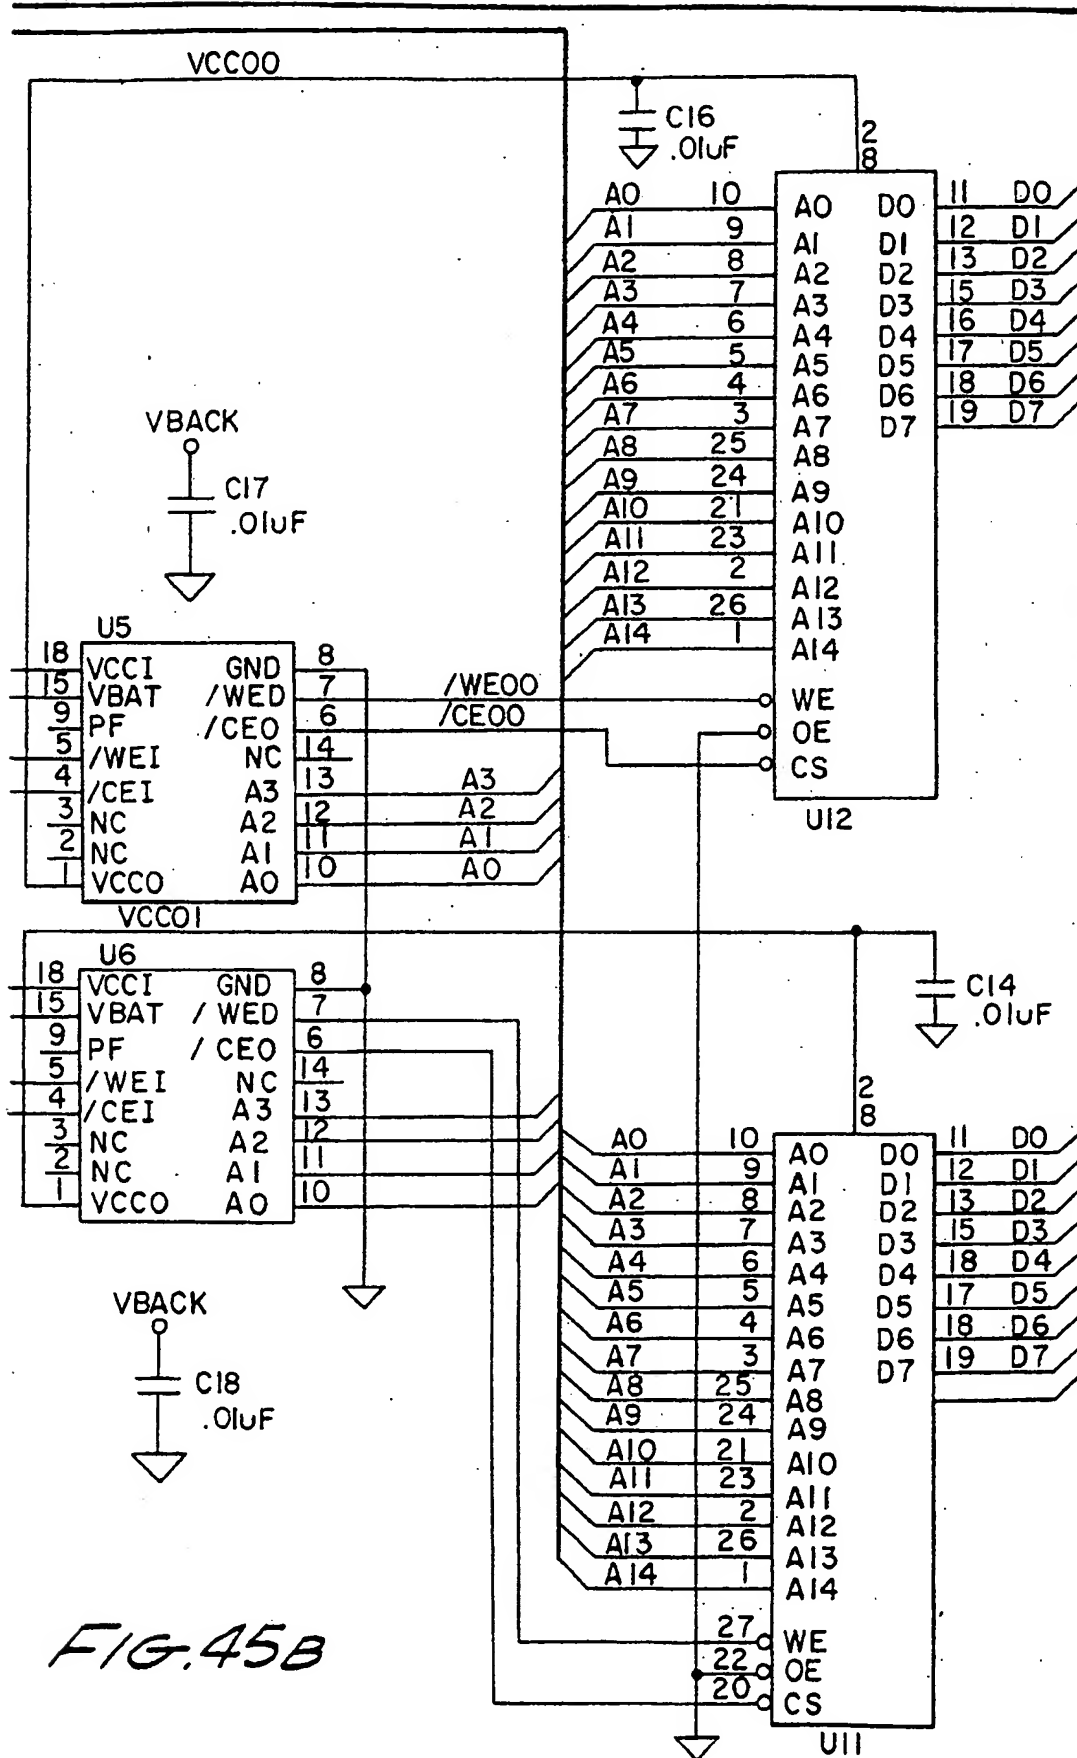 VCC00
C16
.01uF
2
8
A0 10 A0 D0 11 D0
A1 9 A1 D1 12 D1
A2 8 A2 D2 13 D2
A3 7 A3 D3 15 D3
A4 6 A4 D4 16 D4
A5 5 A5 D5 17 D5
A6 4 A6 D6 18 D6
A7 3 A7 D7 19 D7
A8 25 A8
A9 24 A9
A10 21 A10
A11 23 A11
A12 2 A12
A13 26 A13
A14 1 A14
/WE00 WE
/CE00 OE
CS
U12
VBACK
C17
.01uF
U5
18 VCCI GND 8
15 VBAT /WED 7
9 PF /CEO 6
5 /WEI NC 14
4 /CEI A3 13 A3
3 NC A2 12 A2
2 NC A1 11 A1
1 VCCO A0 10 A0
VCC01
U6
18 VCCI GND 8
15 VBAT /WED 7
9 PF /CEO 6
5 /WEI NC 14
4 /CEI A3 13
3 NC A2 12
2 NC A1 11
1 VCCO A0 10
C14
.01uF
2
8
A0 10 A0 D0 11 D0
A1 9 A1 D1 12 D1
A2 8 A2 D2 13 D2
A3 7 A3 D3 15 D3
A4 6 A4 D4 18 D4
A5 5 A5 D5 17 D5
A6 4 A6 D6 18 D6
A7 3 A7 D7 19 D7
A8 25 A8
A9 24 A9
A10 21 A10
A11 23 A11
A12 2 A12
A13 26 A13
A14 1 A14
27 WE
22 OE
20 CS
U11
VBACK
C18
.01uF
FIG.45B